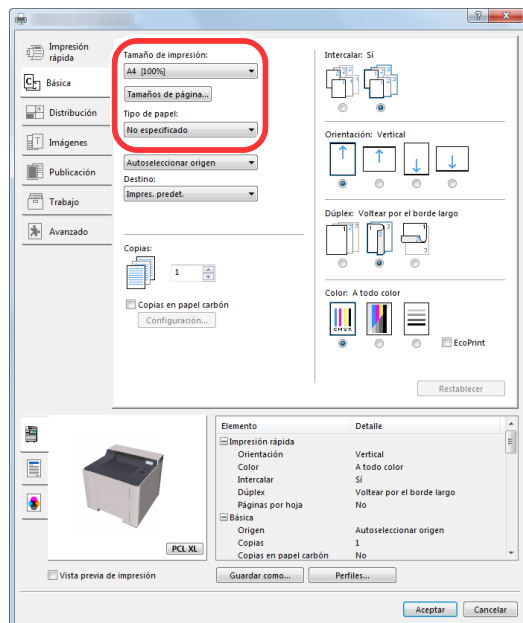 Impresión
rápida
Básica
Distribución
Imágenes
Publicación
Trabajo
Avanzado
Tamaño de impresión:
A4 [100%]
Tamaños de página...
Tipo de papel:
No especificado
Autoseleccionar origen
Destino:
Impres. predet.
Copias:
1
Copias en papel carbón
Configuración...
Intercalar: Sí
Orientación: Vertical
Dúplex: Voltear por el borde largo
Color: A todo color
CMYK
EcoPrint
Restablecer
PCL XL
Vista previa de impresión
Elemento Detalle
Impresión rápida
Orientación Vertical
Color A todo color
Intercalar Sí
Dúplex Voltear por el borde largo
Páginas por hoja No
Básica
Origen Autoseleccionar origen
Copias 1
Copias en papel carbón No
Guardar como... Perfiles...
Aceptar Cancelar